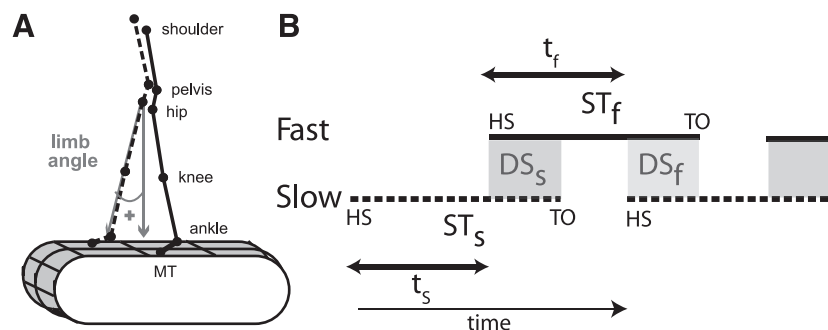 A
shoulder
pelvis
hip
limb
angle
knee
+
ankle
MT
B
t_f
ST_f
HS
TO
Fast
DS_s
DS_f
Slow
HS
TO
HS
ST_s
t_s
time